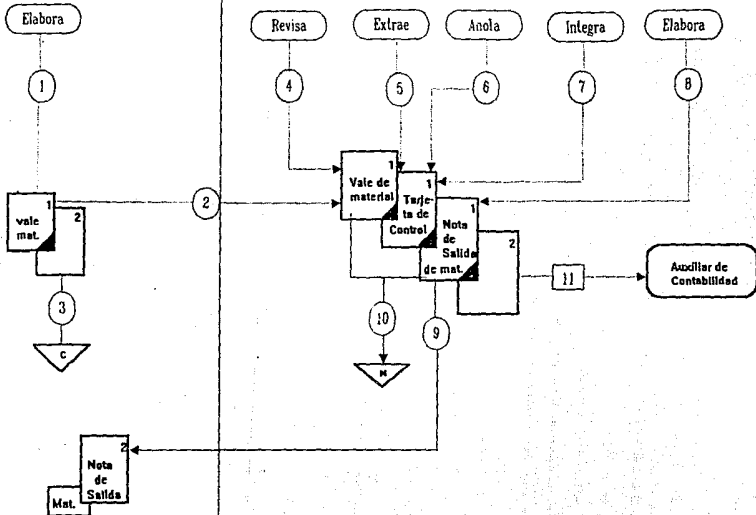 Elabora
Revisa
Extrae
Anota
Integra
Elabora
1
4
5
6
7
8
1
vale
mat.
2
2
1
Vale de
material
1
Tarje-
ta de
Control
1
Nota
de
Salida
de mat.
2
11
Auxiliar de
Contabilidad
3
C
10
9
N
2
Nota
de
Salida
Mat.